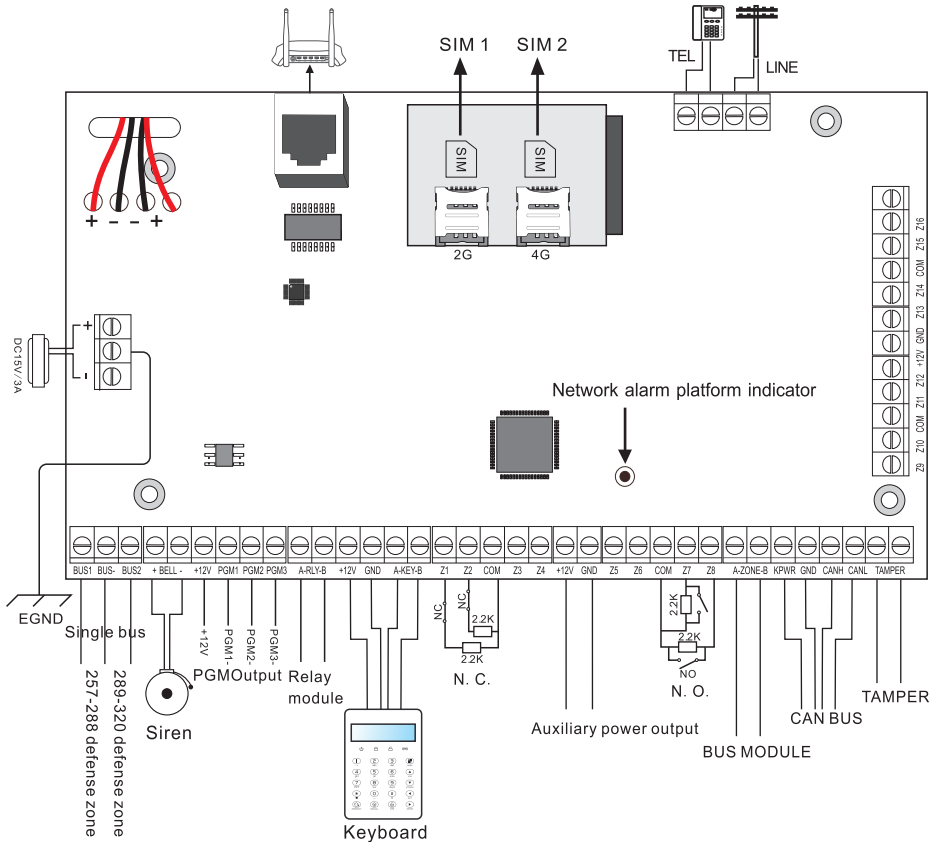 SIM 1
SIM 2
TEL
LINE
SIM
SIM
2G
4G
+ - - +
Z16
Z15
COM
Z14
Z13
GND
+12V
Z12
Z11
COM
Z10
Z9
+
-
DC15V/3A
Network alarm platform indicator
BUS1 BUS- BUS2 + BELL - +12V PGM1 PGM2 PGM3 A-RLY-B +12V GND A-KEY-B Z1 Z2 COM Z3 Z4 +12V GND Z5 Z6 COM Z7 Z8 A-ZONE-B KPWR GND CANH CANL TAMPER
EGND
Single bus
257-288 defense zone
289-320 defense zone
Siren
+12V
PGM1-
PGM2-
PGM3-
PGMOutput
Relay
module
Keyboard
NC
NC
2.2K
2.2K
N. C.
Auxiliary power output
2.2K
2.2K
NO
N. O.
BUS MODULE
CAN BUS
TAMPER